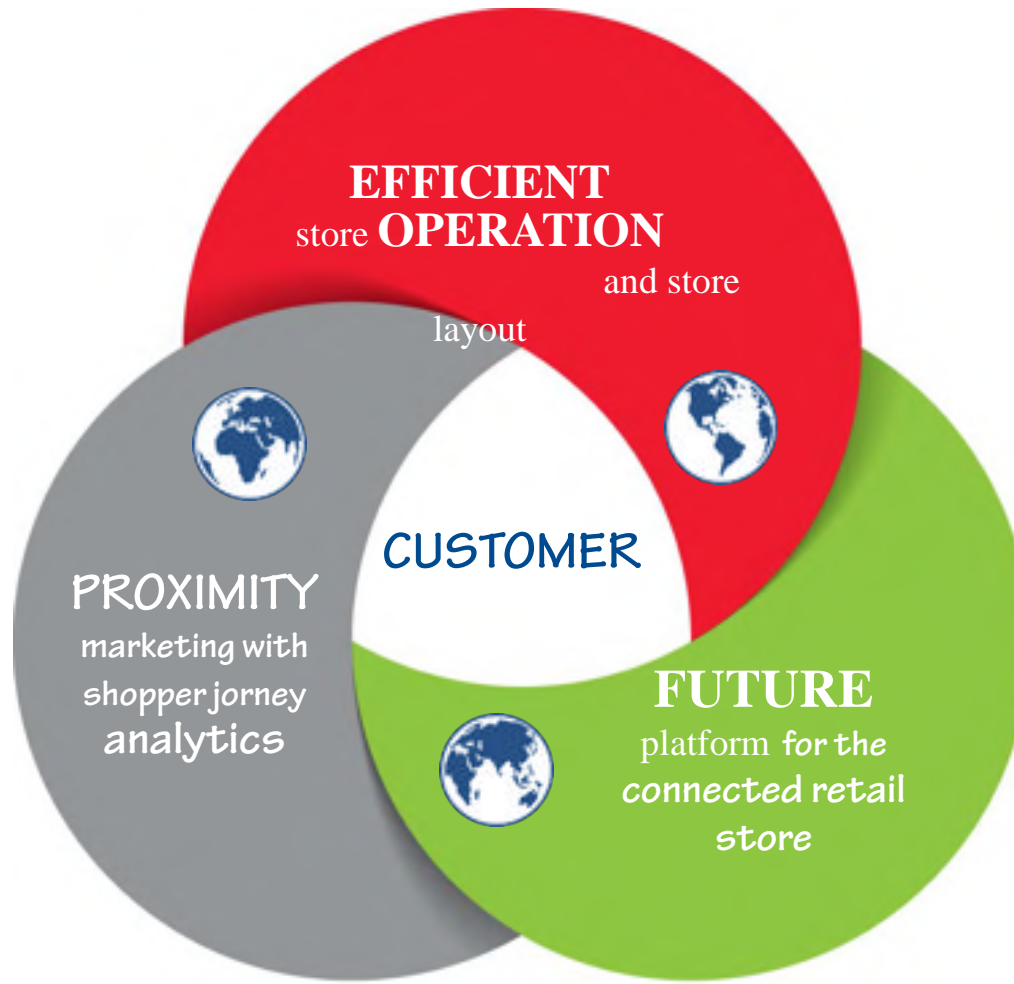 EFFICIENT
store OPERATION
and store
layout
CUSTOMER
PROXIMITY
marketing with
shopper jorney
analytics
FUTURE
platform for the
connected retail
store